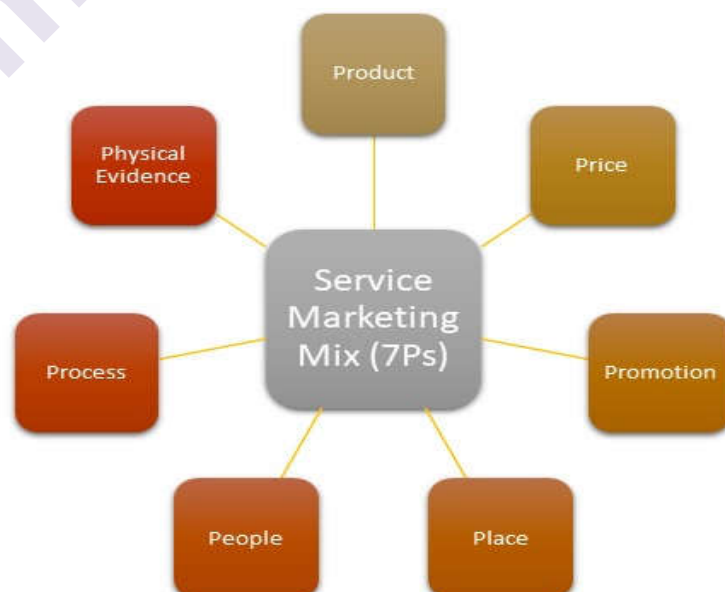 Product
Price
Promotion
Place
People
Process
Physical
Evidence
Service
Marketing
Mix (7Ps)